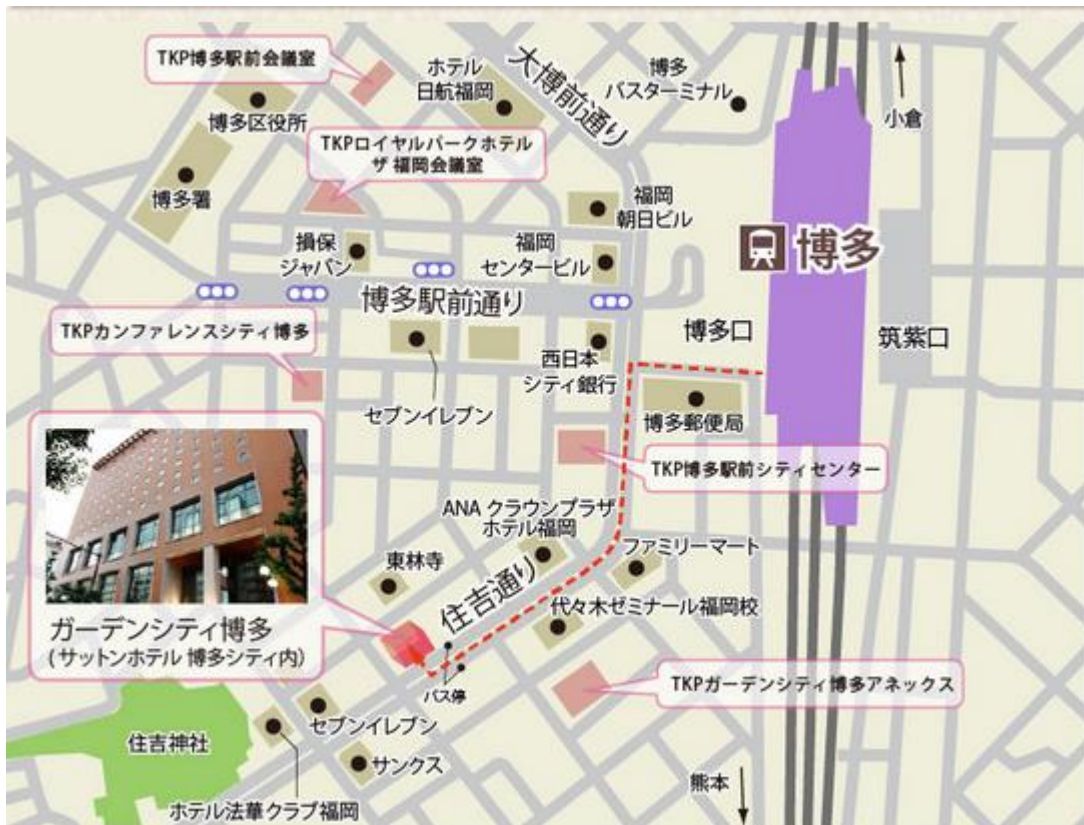 TKP博多駅前会議室
ホテル
日航福岡
大博前通り
博多
バスターミナル
小倉
博多区役所
TKPロイヤルパークホテル
ザ 福岡会議室
博多署
福岡
朝日ビル
損保
ジャパン
福岡
センタービル
博多
博多駅前通り
TKPカンファレンスシティ博多
博多口
筑紫口
西日本
シティ銀行
セブンイレブン
博多郵便局
TKP博多駅前シティセンター
ANA クラウンプラザ
ホテル福岡
ファミリーマート
東林寺
住吉通り
代々木ゼミナール福岡校
ガーデンシティ博多
(サットンホテル 博多シティ内)
バス停
TKPガーデンシティ博多アネックス
セブンイレブン
住吉神社
サンクス
熊本
ホテル法華クラブ福岡